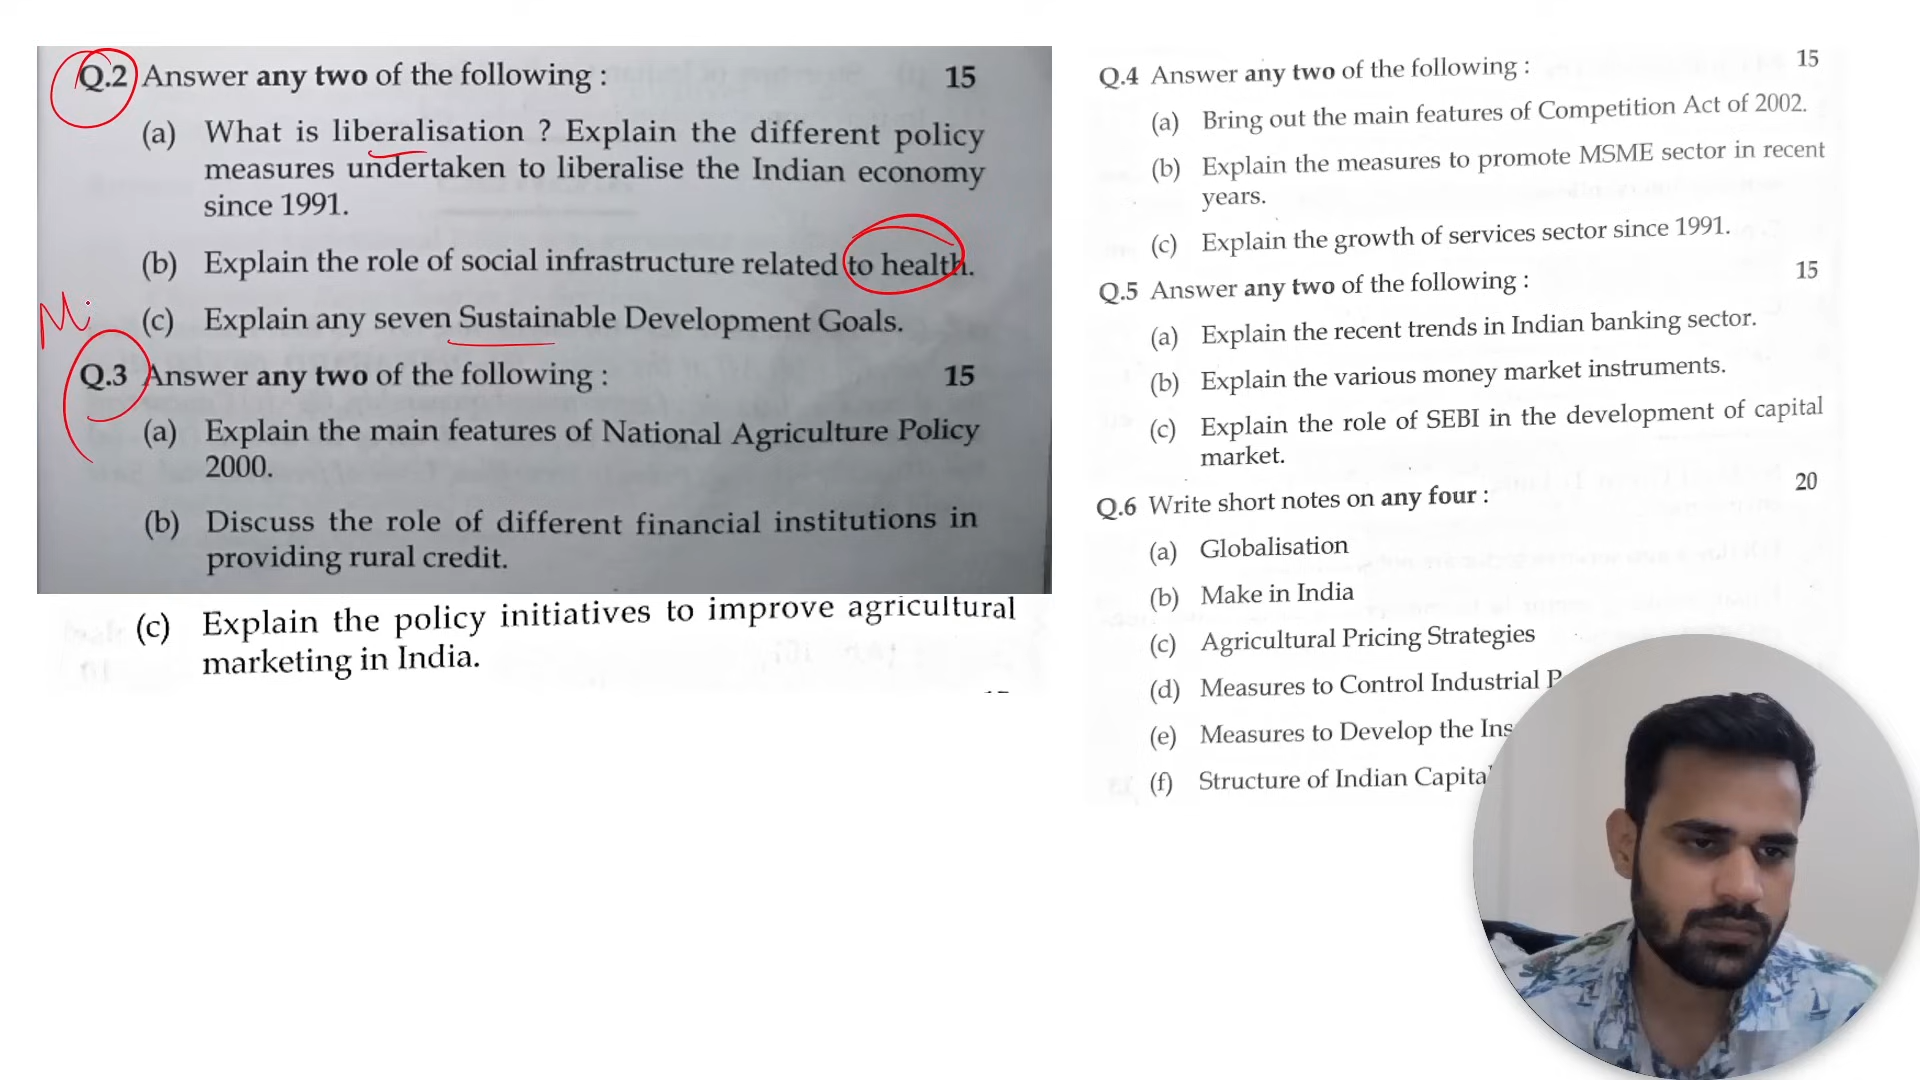 Q.2 Answer any two of the following : 15
(a) What is liberalisation ? Explain the different policy
measures undertaken to liberalise the Indian economy
since 1991.
(b) Explain the role of social infrastructure related to health.
(c) Explain any seven Sustainable Development Goals.
M
Q.3 Answer any two of the following : 15
(a) Explain the main features of National Agriculture Policy
2000.
(b) Discuss the role of different financial institutions in
providing rural credit.
(c) Explain the policy initiatives to improve agricultural
marketing in India.
Q.4 Answer any two of the following : 15
(a) Bring out the main features of Competition Act of 2002.
(b) Explain the measures to promote MSME sector in recent
years.
(c) Explain the growth of services sector since 1991.
Q.5 Answer any two of the following : 15
(a) Explain the recent trends in Indian banking sector.
(b) Explain the various money market instruments.
(c) Explain the role of SEBI in the development of capital
market.
Q.6 Write short notes on any four : 20
(a) Globalisation
(b) Make in India
(c) Agricultural Pricing Strategies
(d) Measures to Control Industrial
(e) Measures to Develop the
(f) Structure of Indian